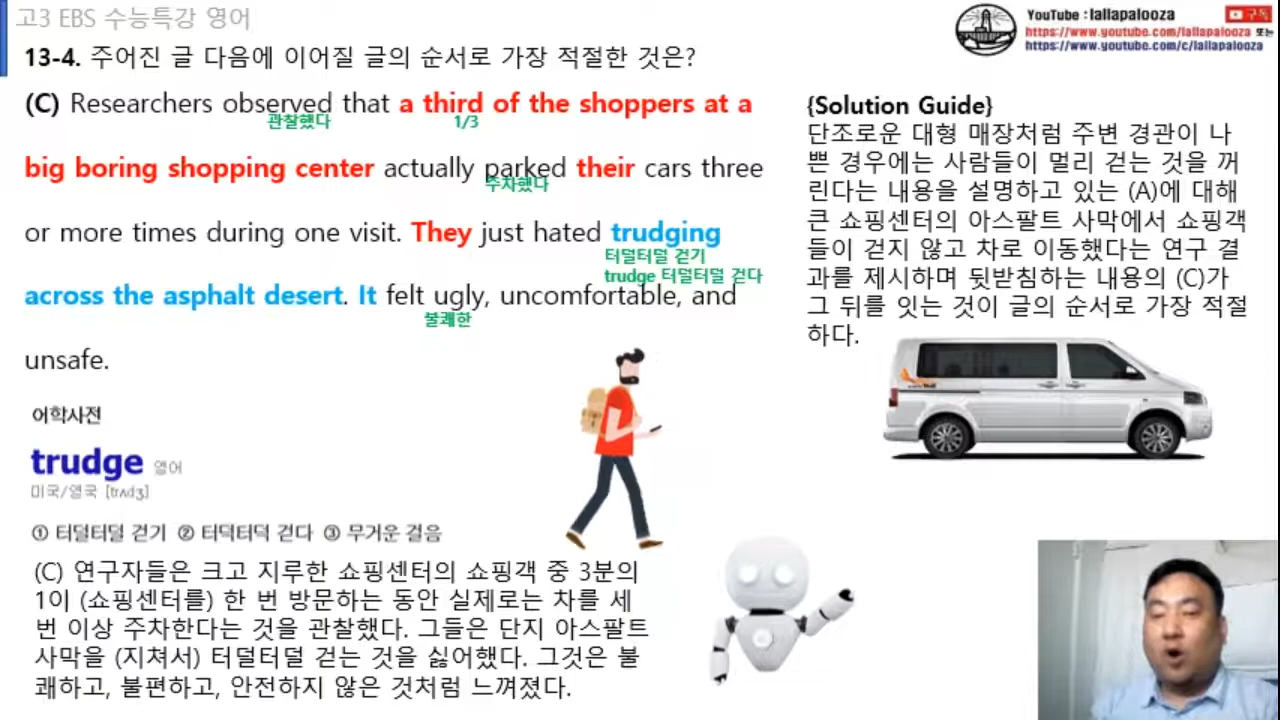 고3 EBS 수능특강 영어
YouTube : lallapalooza
구독
https://www.youtube.com/lallapalooza 또는
https://www.youtube.com/c/lallapalooza
13-4. 주어진 글 다음에 이어질 글의 순서로 가장 적절한 것은?
(C) Researchers observed that a third of the shoppers at a
관찰했다 1/3
big boring shopping center actually parked their cars three
주차했다
or more times during one visit. They just hated trudging
터덜터덜 걷기
trudge 터덜터덜 걷다
across the asphalt desert. It felt ugly, uncomfortable, and
불쾌한
unsafe.
어학사전
trudge 영어
미국/영국 [trʌdʒ]
① 터덜터덜 걷기 ② 터덕터덕 걷다 ③ 무거운 걸음
(C) 연구자들은 크고 지루한 쇼핑센터의 쇼핑객 중 3분의
1이 (쇼핑센터를) 한 번 방문하는 동안 실제로는 차를 세
번 이상 주차한다는 것을 관찰했다. 그들은 단지 아스팔트
사막을 (지쳐서) 터덜터덜 걷는 것을 싫어했다. 그것은 불
쾌하고, 불편하고, 안전하지 않은 것처럼 느껴졌다.
{Solution Guide}
단조로운 대형 매장처럼 주변 경관이 나
쁜 경우에는 사람들이 멀리 걷는 것을 꺼
린다는 내용을 설명하고 있는 (A)에 대해
큰 쇼핑센터의 아스팔트 사막에서 쇼핑객
들이 걷지 않고 차로 이동했다는 연구 결
과를 제시하며 뒷받침하는 내용의 (C)가
그 뒤를 잇는 것이 글의 순서로 가장 적절
하다.